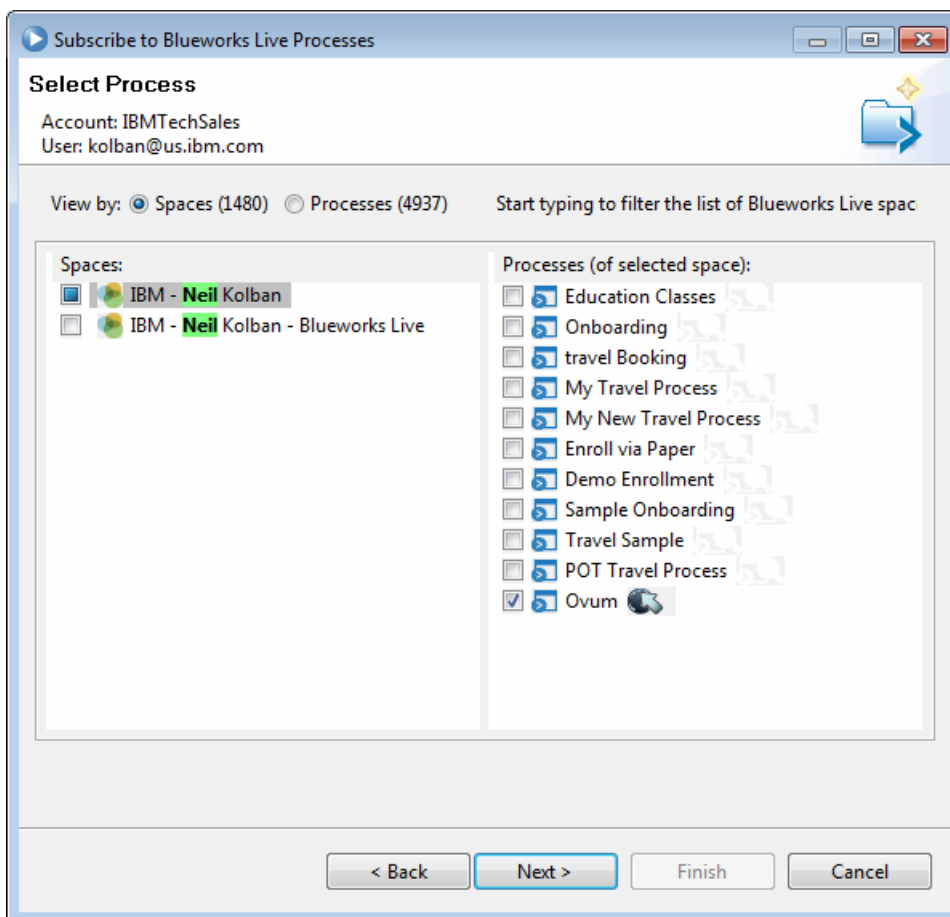 Subscribe to Blueworks Live Processes
Select Process
Account: IBMTechSales
User: kolban@us.ibm.com
View by: Spaces (1480) Processes (4937) Start typing to filter the list of Blueworks Live spac
Spaces:
IBM - Neil Kolban
IBM - Neil Kolban - Blueworks Live
Processes (of selected space):
Education Classes
Onboarding
travel Booking
My Travel Process
My New Travel Process
Enroll via Paper
Demo Enrollment
Sample Onboarding
Travel Sample
POT Travel Process
Ovum
< Back Next > Finish Cancel